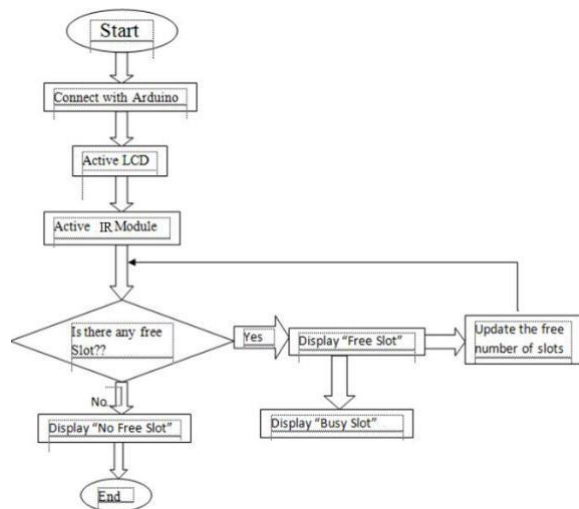 Start
Connect with Arduino
Active LCD
Active IR Module
Is there any free
Slot??
Yes
Display “Free Slot”
Update the free
number of slots
No
Display “No Free Slot”
Display “Busy Slot”
End